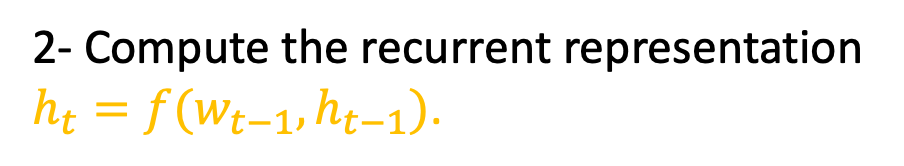 2- Compute the recurrent representation
hₜ = f(wₜ₋₁, hₜ₋₁).